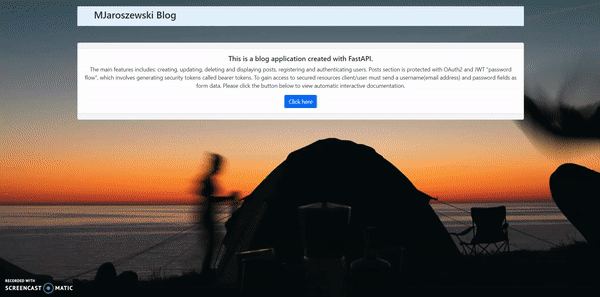 MJaroszewski Blog
This is a blog application created with FastAPI.
The main features includes: creating, updating, deleting and displaying posts, registering and authenticating users. Posts section is protected with OAuth2 and JWT "password
flow", which involves generating security tokens called bearer tokens. To gain access to secured resources client/user must send a username(email address) and password fields as
form data. Please click the button below to view automatic interactive documentation.
Click here
RECORDED WITH
SCREENCAST MATIC